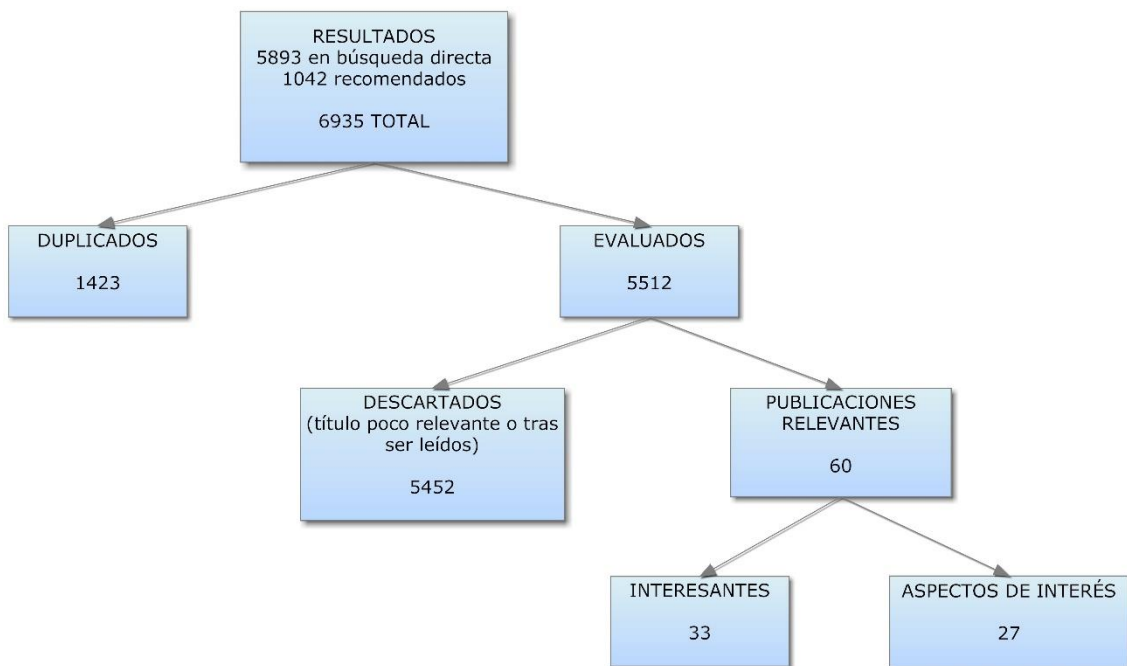 RESULTADOS
5893 en búsqueda directa
1042 recomendados
6935 TOTAL
DUPLICADOS
1423
EVALUADOS
5512
DESCARTADOS
(título poco relevante o tras
ser leídos)
5452
PUBLICACIONES
RELEVANTES
60
INTERESANTES
33
ASPECTOS DE INTERÉS
27